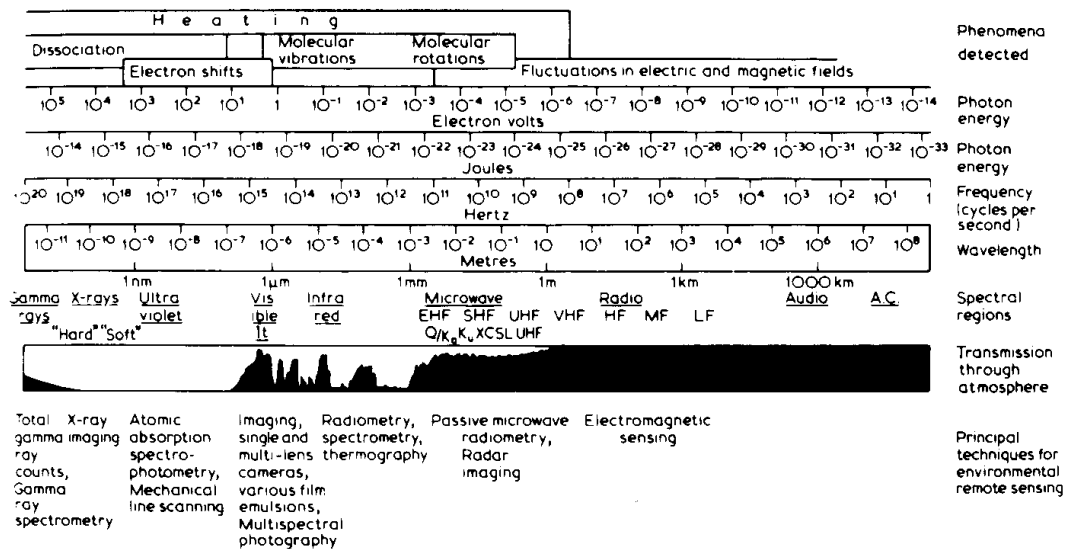 Heating
Phenomena
detected
Dissociation
Molecular
vibrations
Molecular
rotations
Electron shifts
Fluctuations in electric and magnetic fields
10⁵ 10⁴ 10³ 10² 10¹ 1 10⁻¹ 10⁻² 10⁻³ 10⁻⁴ 10⁻⁵ 10⁻⁶ 10⁻⁷ 10⁻⁸ 10⁻⁹ 10⁻¹⁰ 10⁻¹¹ 10⁻¹² 10⁻¹³ 10⁻¹⁴
Electron volts
Photon
energy
10⁻¹⁴ 10⁻¹⁵ 10⁻¹⁶ 10⁻¹⁷ 10⁻¹⁸ 10⁻¹⁹ 10⁻²⁰ 10⁻²¹ 10⁻²² 10⁻²³ 10⁻²⁴ 10⁻²⁵ 10⁻²⁶ 10⁻²⁷ 10⁻²⁸ 10⁻²⁹ 10⁻³⁰ 10⁻³¹ 10⁻³² 10⁻³³
Joules
Photon
energy
10²⁰ 10¹⁹ 10¹⁸ 10¹⁷ 10¹⁶ 10¹⁵ 10¹⁴ 10¹³ 10¹² 10¹¹ 10¹⁰ 10⁹ 10⁸ 10⁷ 10⁶ 10⁵ 10⁴ 10³ 10² 10¹ 1
Hertz
Frequency
(cycles per
second)
10⁻¹¹ 10⁻¹⁰ 10⁻⁹ 10⁻⁸ 10⁻⁷ 10⁻⁶ 10⁻⁵ 10⁻⁴ 10⁻³ 10⁻² 10⁻¹ 10 10¹ 10² 10³ 10⁴ 10⁵ 10⁶ 10⁷ 10⁸
Metres
Wavelength
1nm 1μm 1mm 1m 1km 1000km
Gamma
rays
X-rays
"Hard" "Soft"
Ultra
violet
Vis
ible
lt
Infra
red
Microwave
Radio
Audio
A.C.
EHF SHF UHF VHF HF MF LF
Q/Kₐ Kᵤ XCSL UHF
Spectral
regions
Transmission
through
atmosphere
Total
gamma
ray
counts,
Gamma
ray
spectrometry
X-ray
imaging
Atomic
absorption
spectro-
photometry,
Mechanical
line scanning
Imaging,
single and
multi-lens
cameras,
various film
emulsions,
Multispectral
photography
Radiometry,
spectrometry,
thermography
Passive microwave
radiometry,
Radar
imaging
Electromagnetic
sensing
Principal
techniques for
environmental
remote sensing